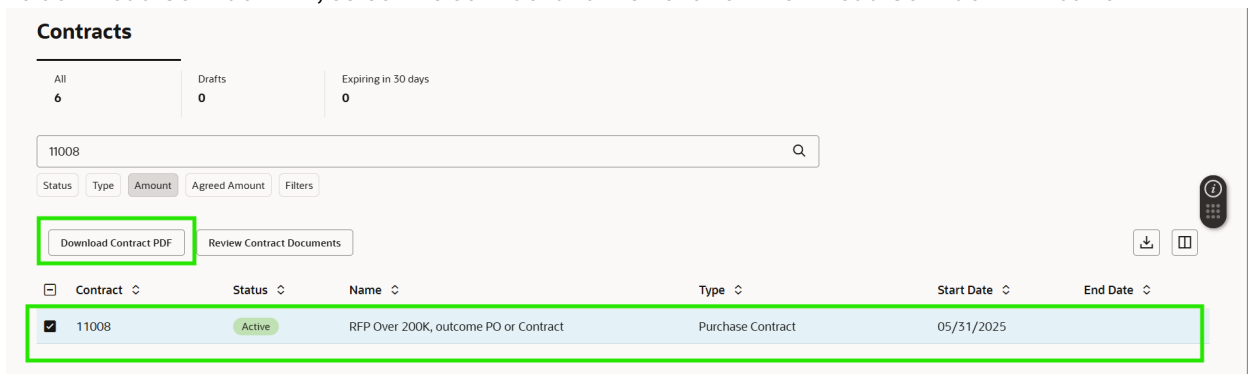 Contracts
All Drafts Expiring in 30 days
6 0 0
11008
Status Type Amount Agreed Amount Filters
Download Contract PDF Review Contract Documents
Contract Status Name Type Start Date End Date
11008 Active RFP Over 200K, outcome PO or Contract Purchase Contract 05/31/2025